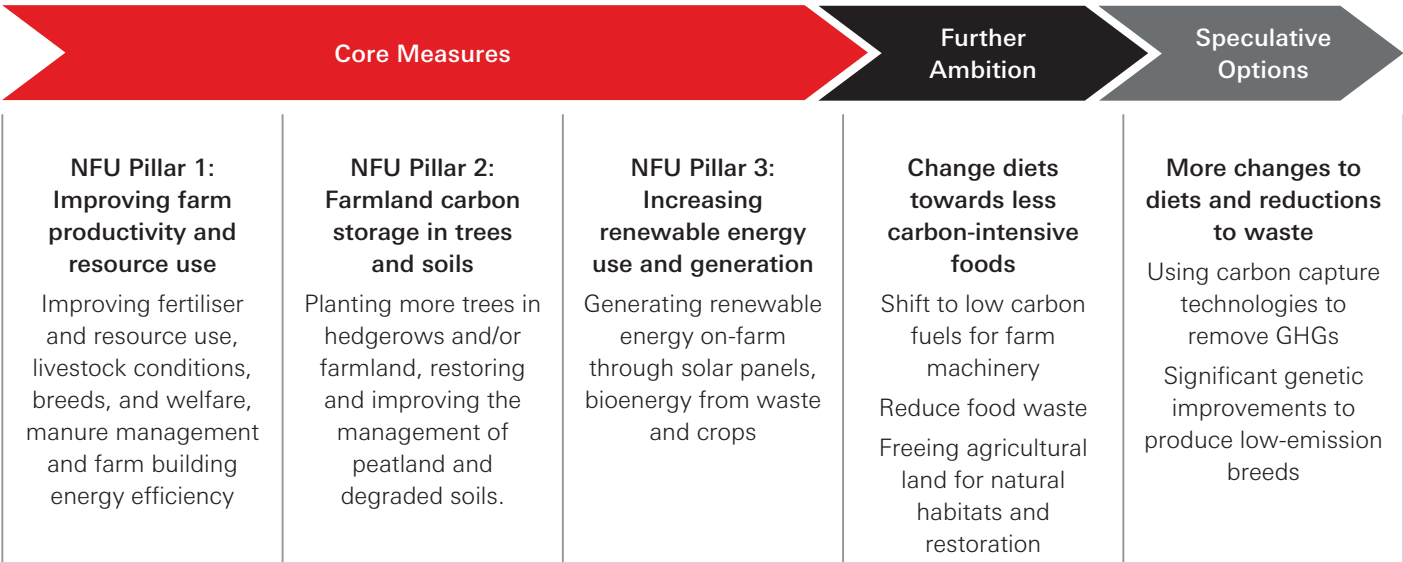 Core Measures
Further
Ambition
Speculative
Options
NFU Pillar 1:
Improving farm
productivity and
resource use
Improving fertiliser
and resource use,
livestock conditions,
breeds, and welfare,
manure management
and farm building
energy efficiency
NFU Pillar 2:
Farmland carbon
storage in trees
and soils
Planting more trees in
hedgerows and/or
farmland, restoring
and improving the
management of
peatland and
degraded soils.
NFU Pillar 3:
Increasing
renewable energy
use and generation
Generating renewable
energy on-farm
through solar panels,
bioenergy from waste
and crops
Change diets
towards less
carbon-intensive
foods
Shift to low carbon
fuels for farm
machinery
Reduce food waste
Freeing agricultural
land for natural
habitats and
restoration
More changes to
diets and reductions
to waste
Using carbon capture
technologies to
remove GHGs
Significant genetic
improvements to
produce low-emission
breeds